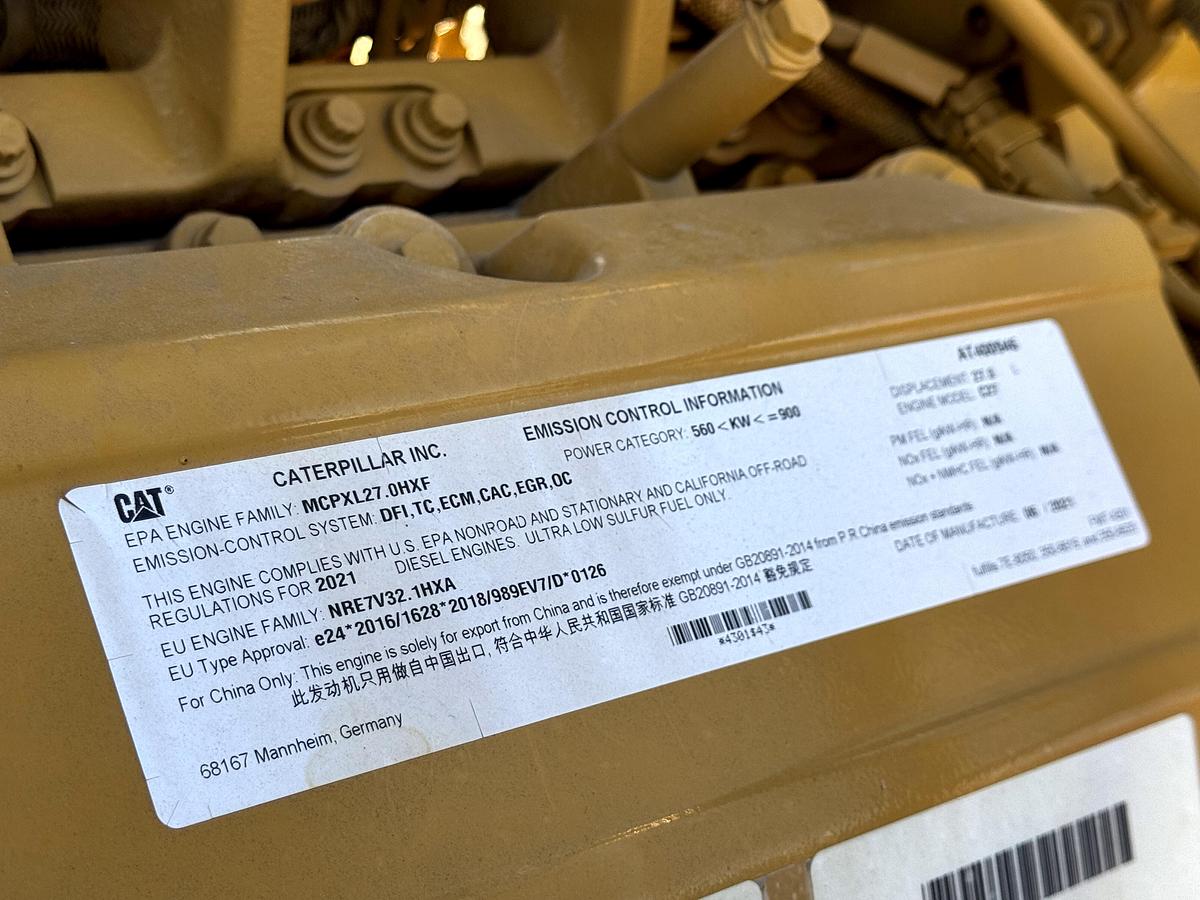 CAT®
CATERPILLAR INC.
EMISSION CONTROL INFORMATION
EPA ENGINE FAMILY: MCPXL27.0HXF
POWER CATEGORY: 560<KW<=900
DISPLACEMENT: 27.0 L
ENGINE MODEL: C27
EMISSION-CONTROL SYSTEM: DFI,TC,ECM,CAC,EGR,OC
PM FEL (g/kW-HR): N/A
NOx FEL (g/kW-HR): N/A
NOx + NMHC FEL (g/kW-HR): N/A
THIS ENGINE COMPLIES WITH U.S. EPA NONROAD AND STATIONARY AND CALIFORNIA OFF-ROAD
REGULATIONS FOR 2021 DIESEL ENGINES. ULTRA LOW SULFUR FUEL ONLY.
EU ENGINE FAMILY: NRE7V32.1HXA
EU Type Approval: e24*2016/1628*2018/989EV7/D*0126
DATE OF MANUFACTURE / 2021
For China Only: This engine is solely for export from China and is therefore exempt under GB20891-2014 from P R China emission standards
此发动机只用做自中国出口, 符合中华人民共和国国家标准 GB20891-2014 豁免规定
*4301$43*
68167 Mannheim, Germany